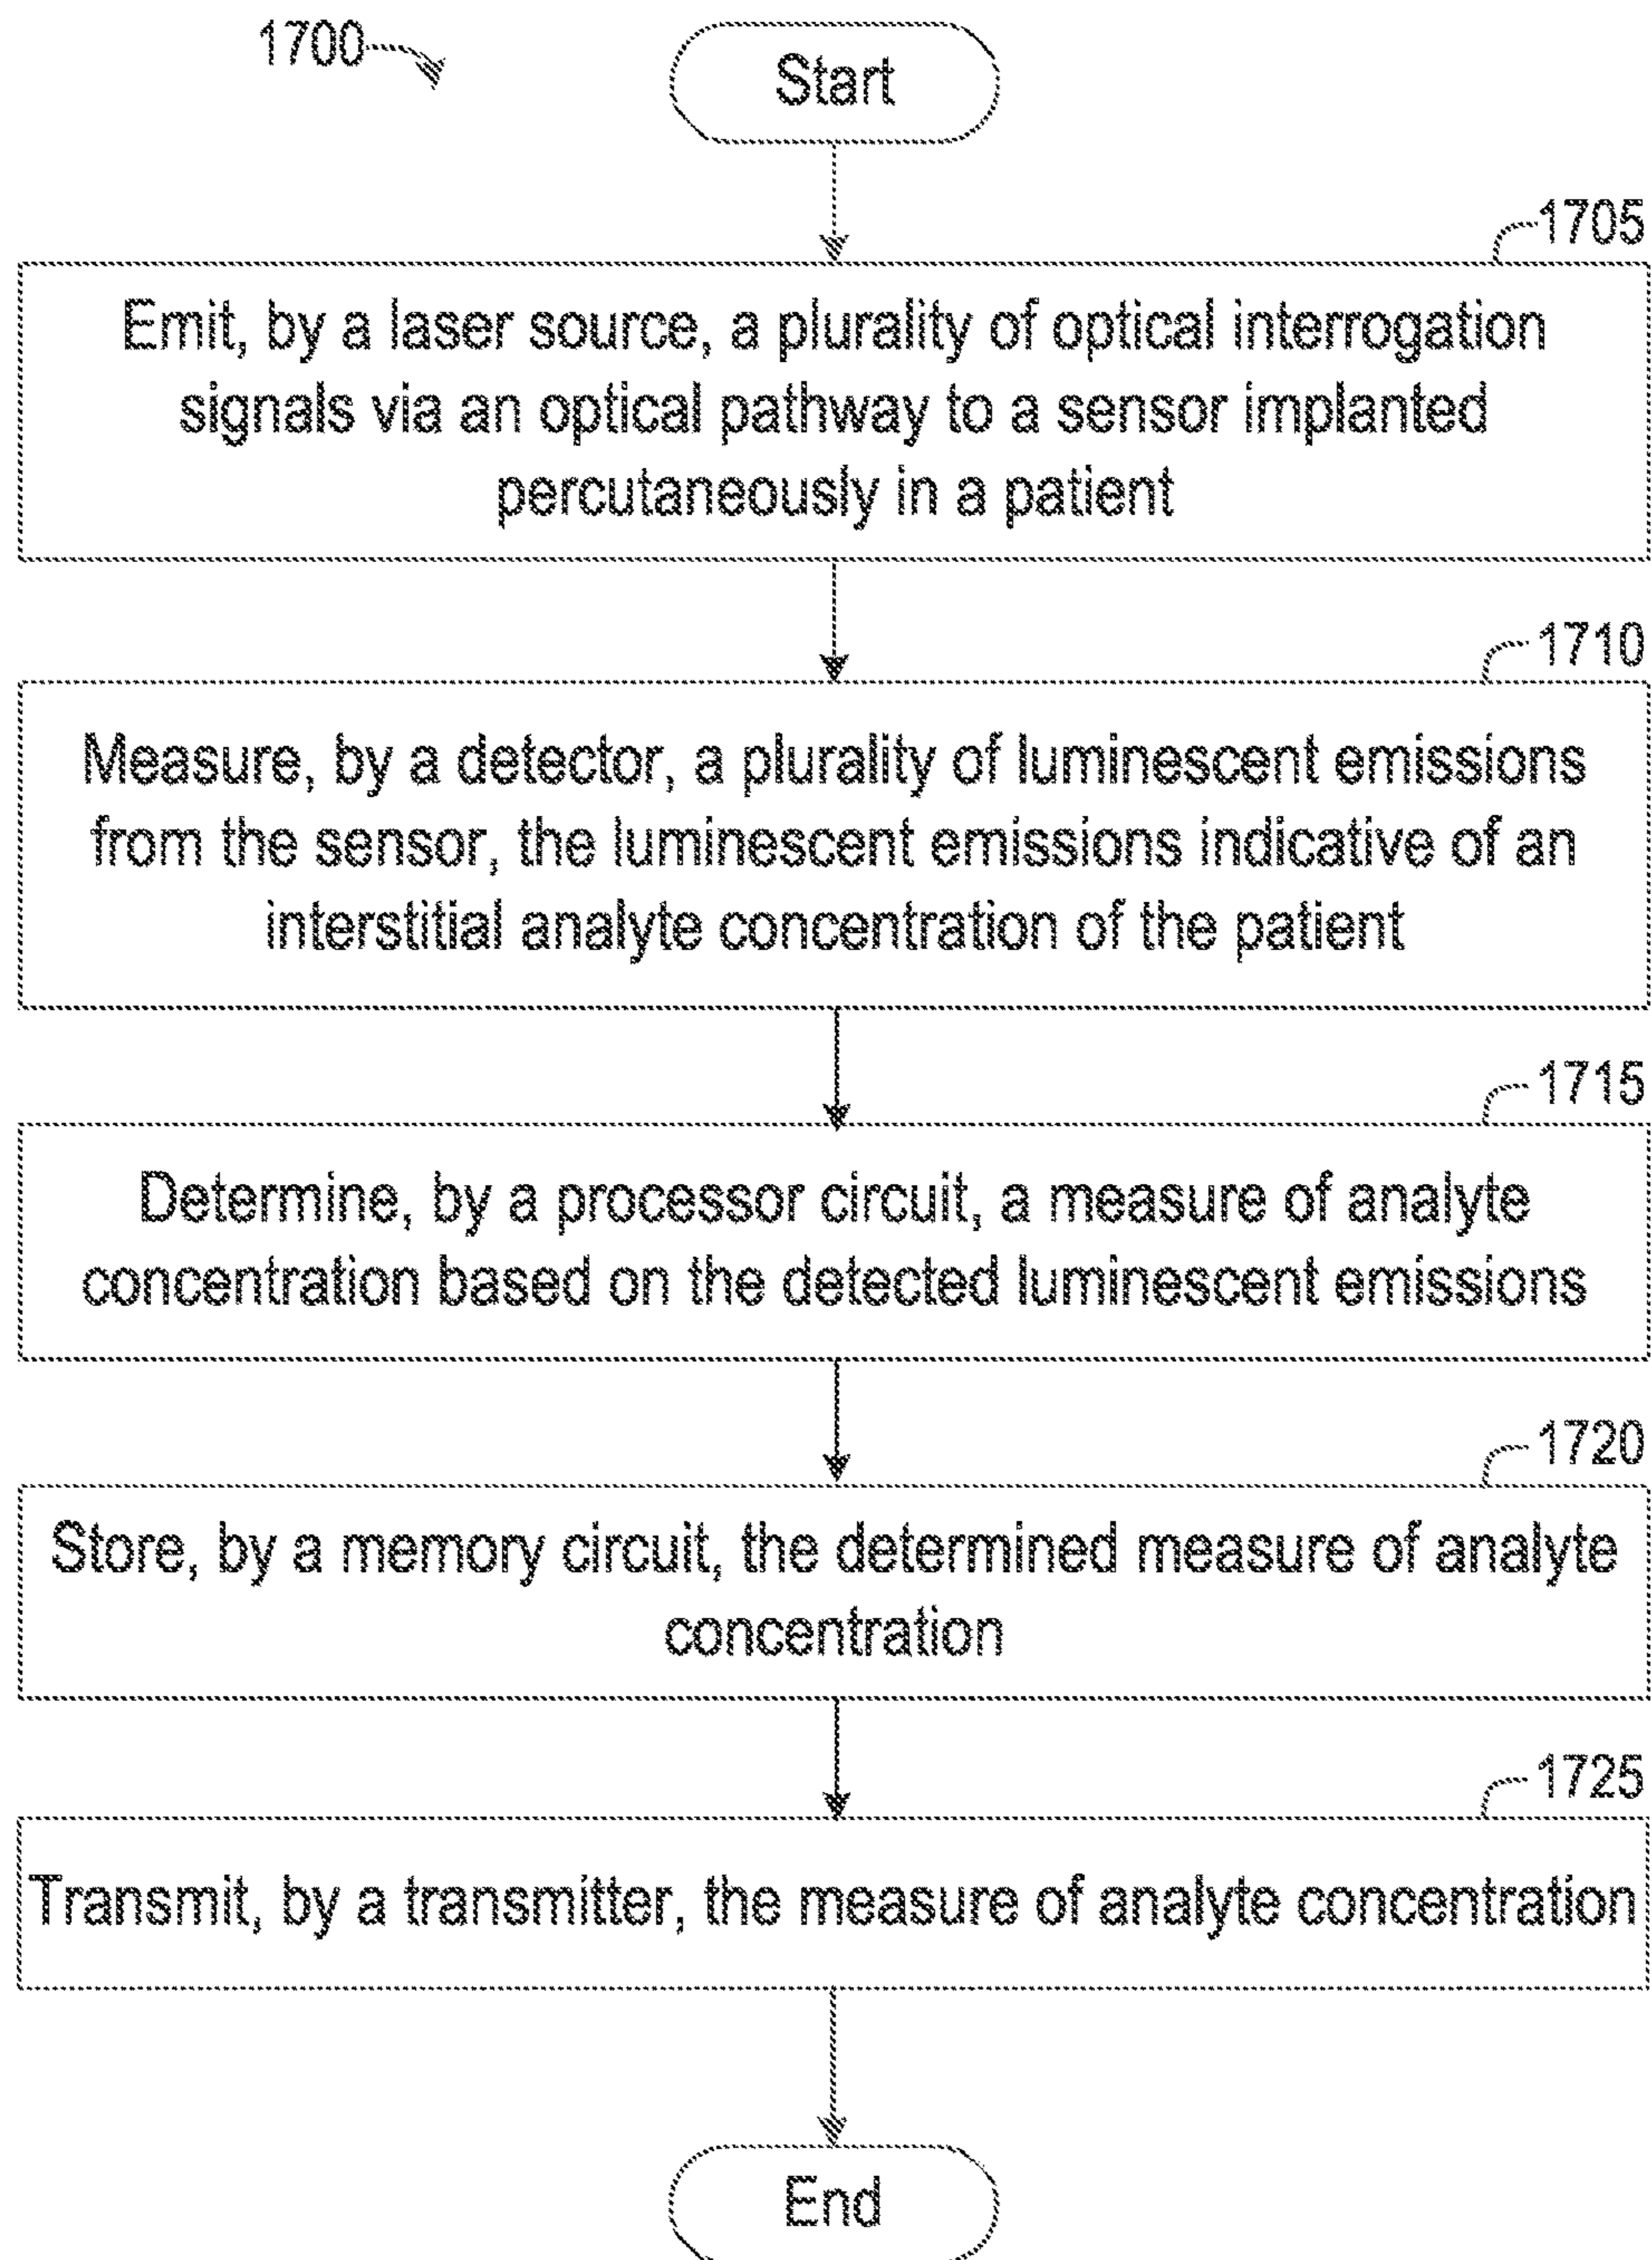 1700
Start
1705
Emit, by a laser source, a plurality of optical interrogation
signals via an optical pathway to a sensor implanted
percutaneously in a patient
1710
Measure, by a detector, a plurality of luminescent emissions
from the sensor, the luminescent emissions indicative of an
interstitial analyte concentration of the patient
1715
Determine, by a processor circuit, a measure of analyte
concentration based on the detected luminescent emissions
1720
Store, by a memory circuit, the determined measure of analyte
concentration
1725
Transmit, by a transmitter, the measure of analyte concentration
End